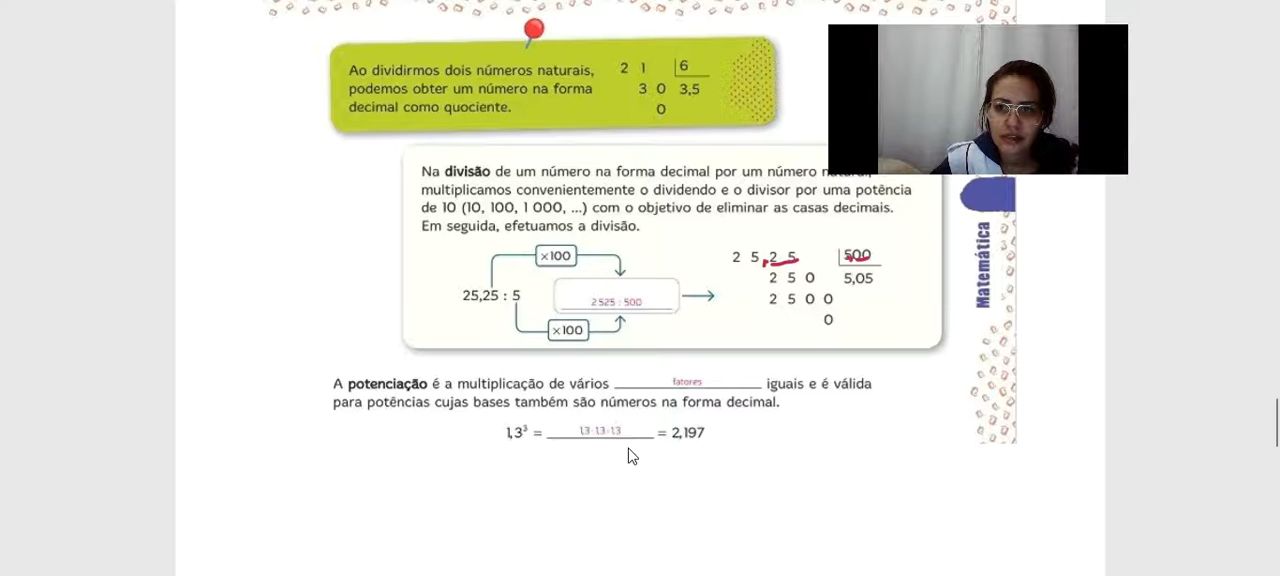 Ao dividirmos dois números naturais,
podemos obter um número na forma
decimal como quociente.
2 1 6
3 0 3,5
0
Na divisão de um número na forma decimal por um número
multiplicamos convenientemente o dividendo e o divisor por uma potência
de 10 (10, 100, 1 000, ...) com o objetivo de eliminar as casas decimais.
Em seguida, efetuamos a divisão.
×100
25,25 : 5
2 525 : 500
×100
2 5,2 5 500
2 5 0 5,05
2 5 0 0
0
Matemática
A potenciação é a multiplicação de vários fatores iguais e é válida
para potências cujas bases também são números na forma decimal.
1,3³ = 1,3 · 1,3 · 1,3 = 2,197